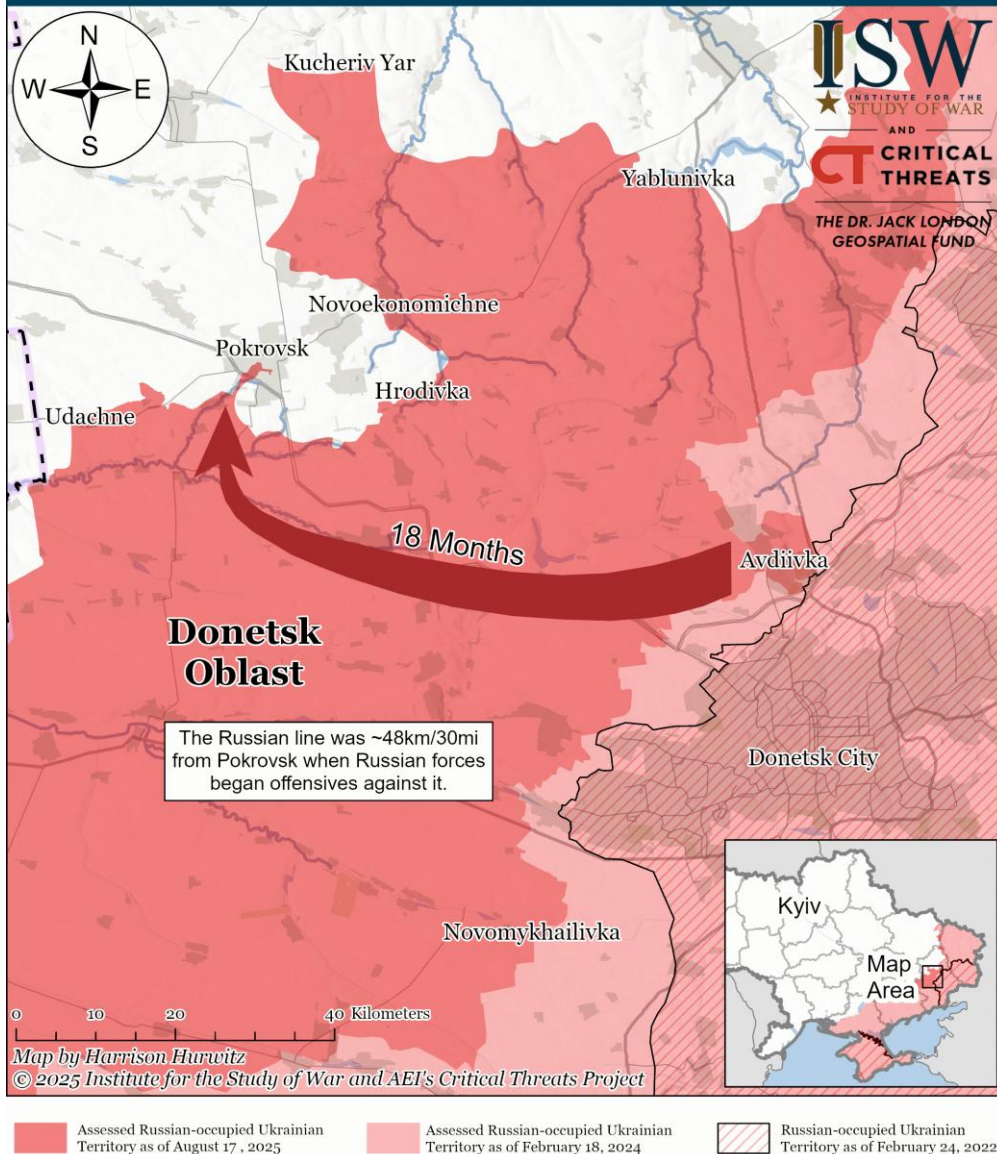 N
W E
S
Kucheriv Yar
ISW
INSTITUTE FOR THE
STUDY OF WAR
AND
CT CRITICAL
THREATS
THE DR. JACK LONDON
GEOSPATIAL FUND
Yablunivka
Novoekonomichne
Pokrovsk
Hrodivka
Udachne
18 Months
Avdiivka
Donetsk
Oblast
The Russian line was ~48km/30mi
from Pokrovsk when Russian forces
began offensives against it.
Donetsk City
Novomykhailivka
Kyiv
Map
Area
0 10 20 40 Kilometers
Map by Harrison Hurwitz
© 2025 Institute for the Study of War and AEI's Critical Threats Project
Assessed Russian-occupied Ukrainian
Territory as of August 17 , 2025
Assessed Russian-occupied Ukrainian
Territory as of February 18, 2024
Russian-occupied Ukrainian
Territory as of February 24, 2022